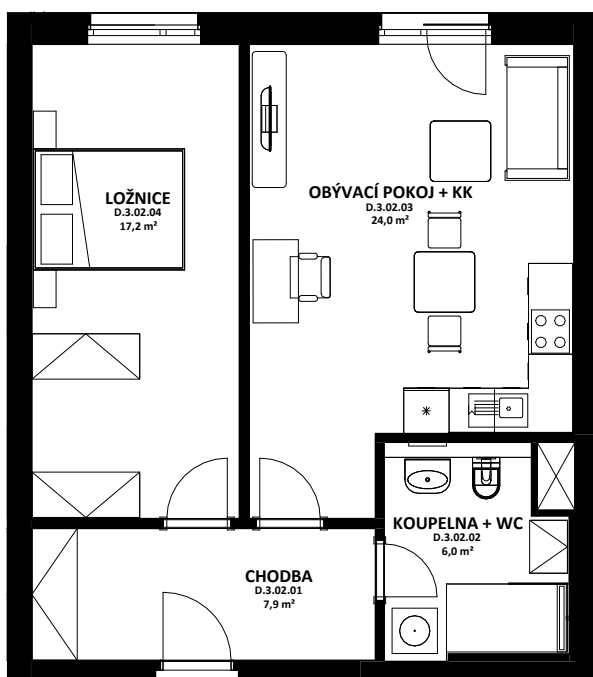 LOŽNICE
D.3.02.04
17,2 m²
OBÝVACÍ POKOJ + KK
D.3.02.03
24,0 m²
KOUPELNA + WC
D.3.02.02
6,0 m²
CHODBA
D.3.02.01
7,9 m²